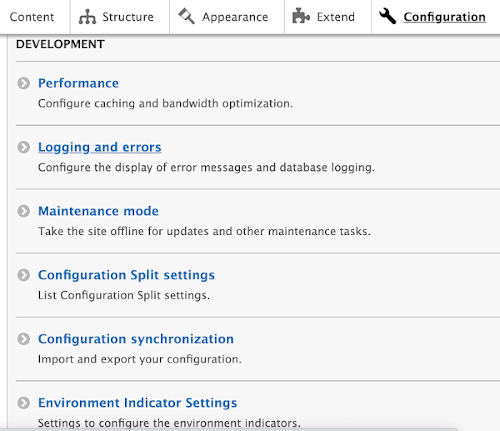 Content Structure Appearance Extend Configuration
DEVELOPMENT
Performance
Configure caching and bandwidth optimization.
Logging and errors
Configure the display of error messages and database logging.
Maintenance mode
Take the site offline for updates and other maintenance tasks.
Configuration Split settings
List Configuration Split settings.
Configuration synchronization
Import and export your configuration.
Environment Indicator Settings
Settings to configure the environment indicators.